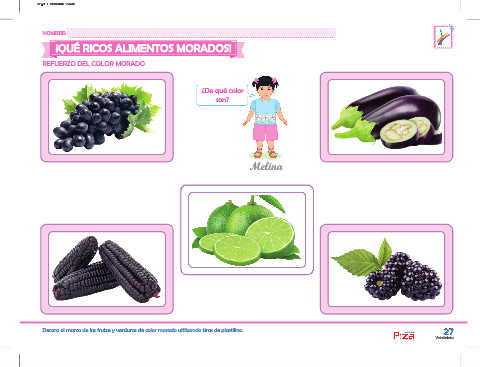 NOMBRE:
¡QUÉ RICOS ALIMENTOS MORADOS!
REFUERZO DEL COLOR MORADO
¿De qué color
son?
Melina
Decora el marco de las frutas y verduras de color morado utilizando tiras de plastilina.
Pizza
27
Veintisiete